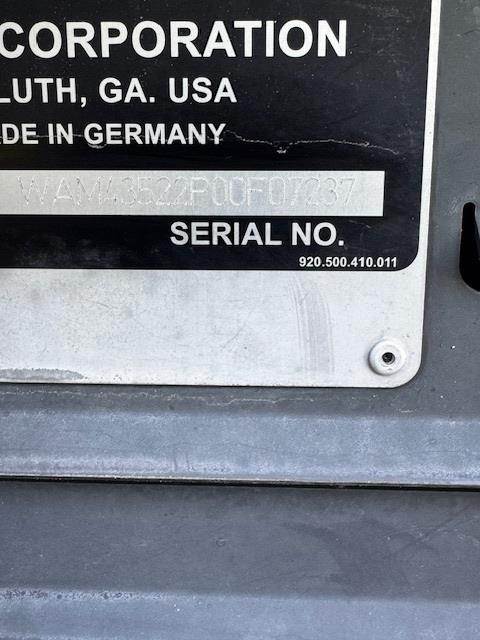 CORPORATION
LUTH, GA. USA
DE IN GERMANY
WAM43522P00F07237
SERIAL NO.
920.500.410.011